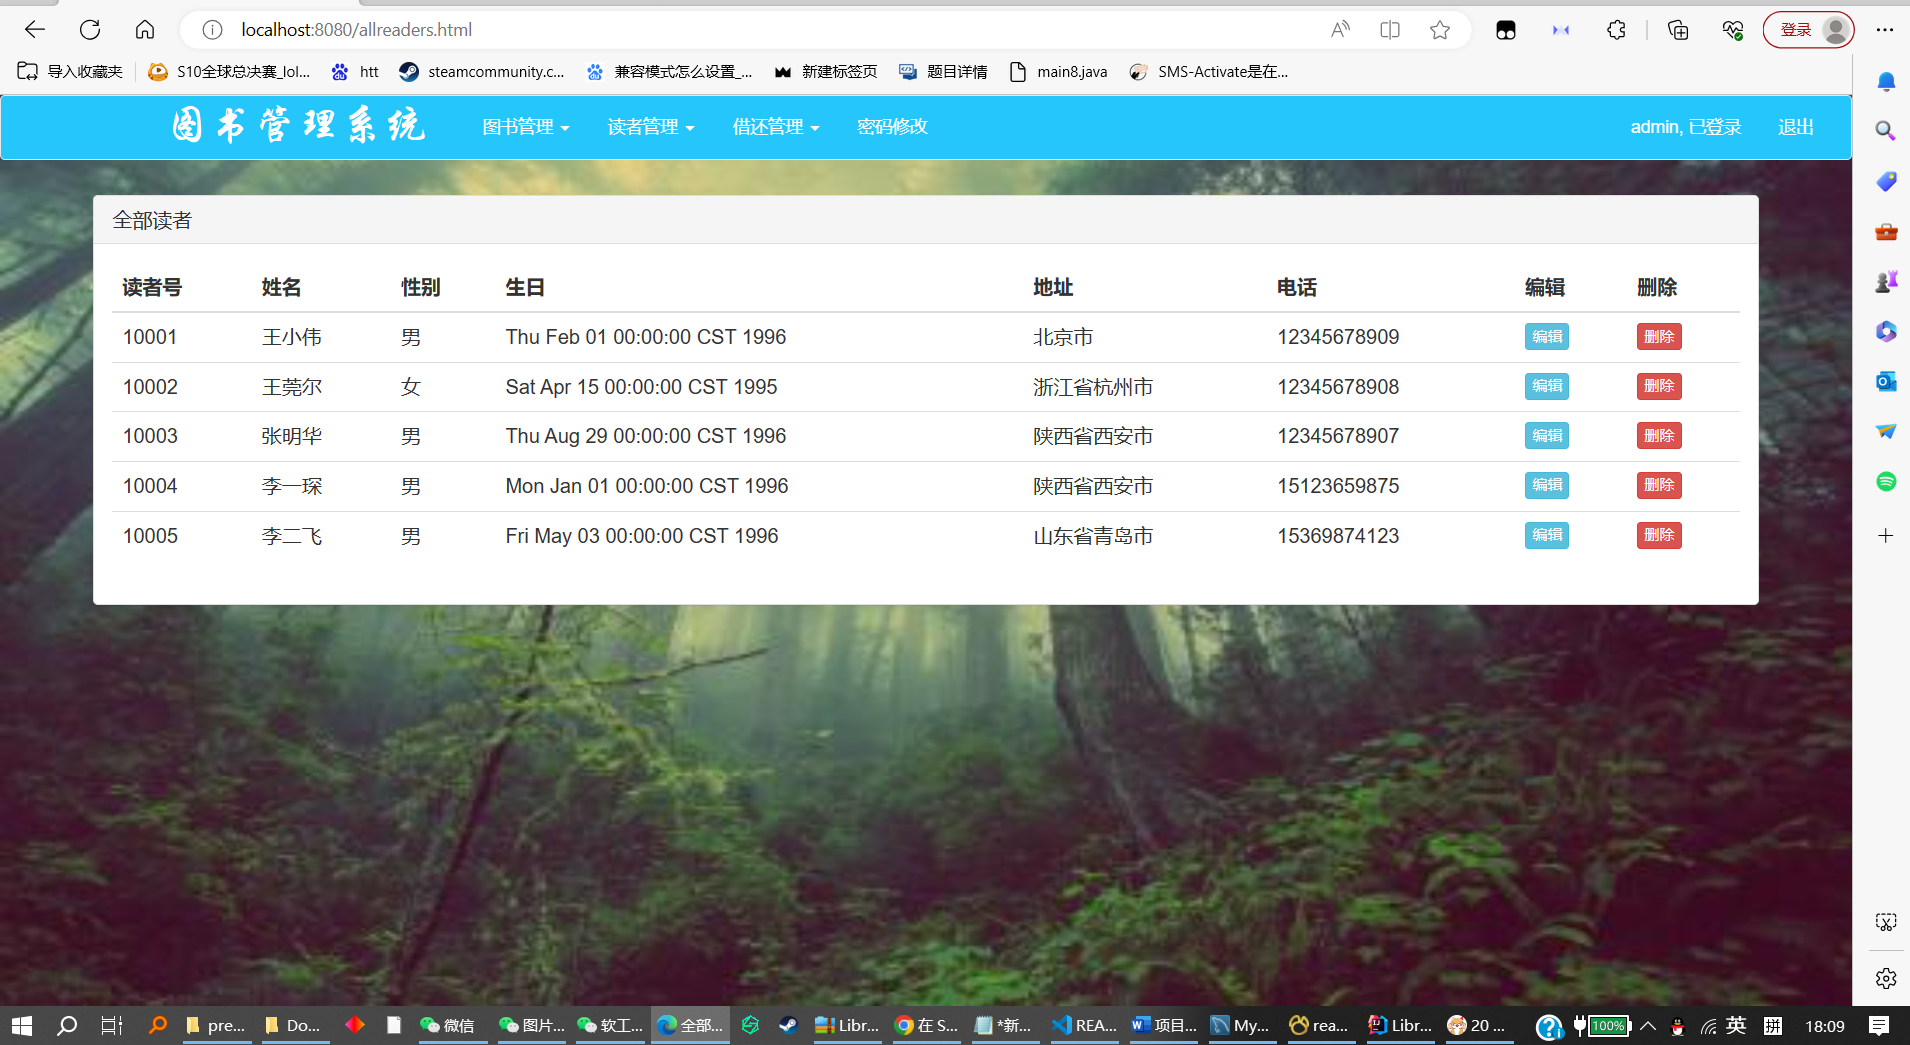 localhost:8080/allreaders.html
登录
导入收藏夹 S10全球总决赛_lol... htt steamcommunity.c... 兼容模式怎么设置_... 新建标签页 题目详情 main8.java SMS-Activate是在...
图书管理系统 图书管理 读者管理 借还管理 密码修改 admin, 已登录 退出
全部读者
读者号 姓名 性别 生日 地址 电话 编辑 删除
10001 王小伟 男 Thu Feb 01 00:00:00 CST 1996 北京市 12345678909 编辑 删除
10002 王莞尔 女 Sat Apr 15 00:00:00 CST 1995 浙江省杭州市 12345678908 编辑 删除
10003 张明华 男 Thu Aug 29 00:00:00 CST 1996 陕西省西安市 12345678907 编辑 删除
10004 李一琛 男 Mon Jan 01 00:00:00 CST 1996 陕西省西安市 15123659875 编辑 删除
10005 李二飞 男 Fri May 03 00:00:00 CST 1996 山东省青岛市 15369874123 编辑 删除
pre... Do... 微信 图片... 软工... 全部... Libr... 在 S... *新... REA... 项目... My... rea... Libr... 20 ... 100% 英 拼 18:09